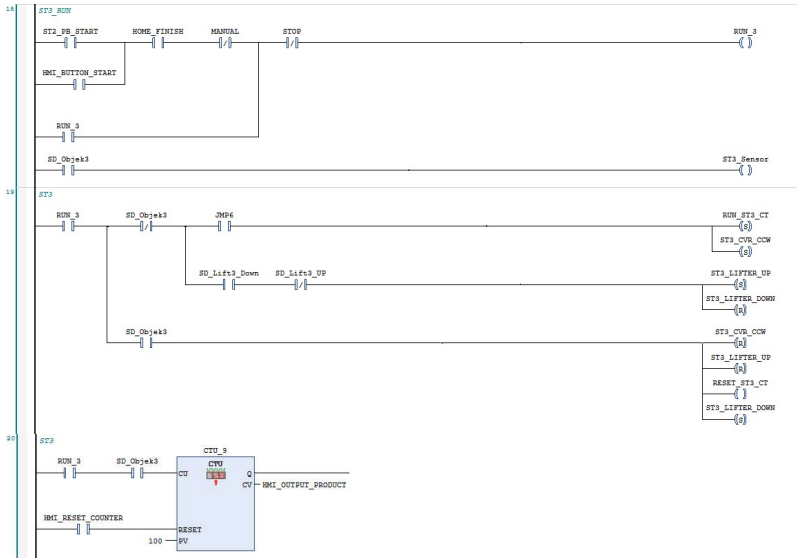 18
ST3_RUN
ST2_PB_START HOME_FINISH MANUAL STOP RUN_3
HMI_BUTTON_START
RUN_3
SD_Objek3 ST3_Sensor
19
ST3
RUN_3 SD_Objek3 JMP6 RUN_ST3_CT
S
ST3_CVR_CCW
S
SD_Lift3_Down SD_Lift3_UP ST3_LIFTER_UP
S
ST3_LIFTER_DOWN
R
SD_Objek3 ST3_CVR_CCW
R
ST3_LIFTER_UP
R
RESET_ST3_CT
ST3_LIFTER_DOWN
S
20
ST3
CTU_9
RUN_3 SD_Objek3 CTU
CU Q
CV HMI_OUTPUT_PRODUCT
HMI_RESET_COUNTER
RESET
100 PV